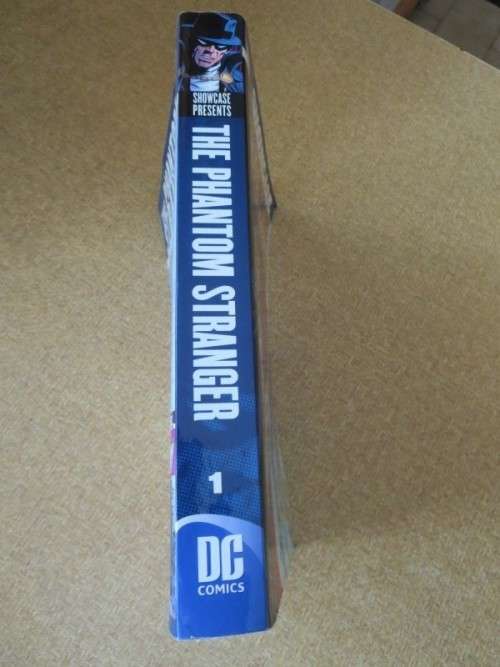 SHOWCASE
PRESENTS
THE PHANTOM STRANGER
1
DC
COMICS